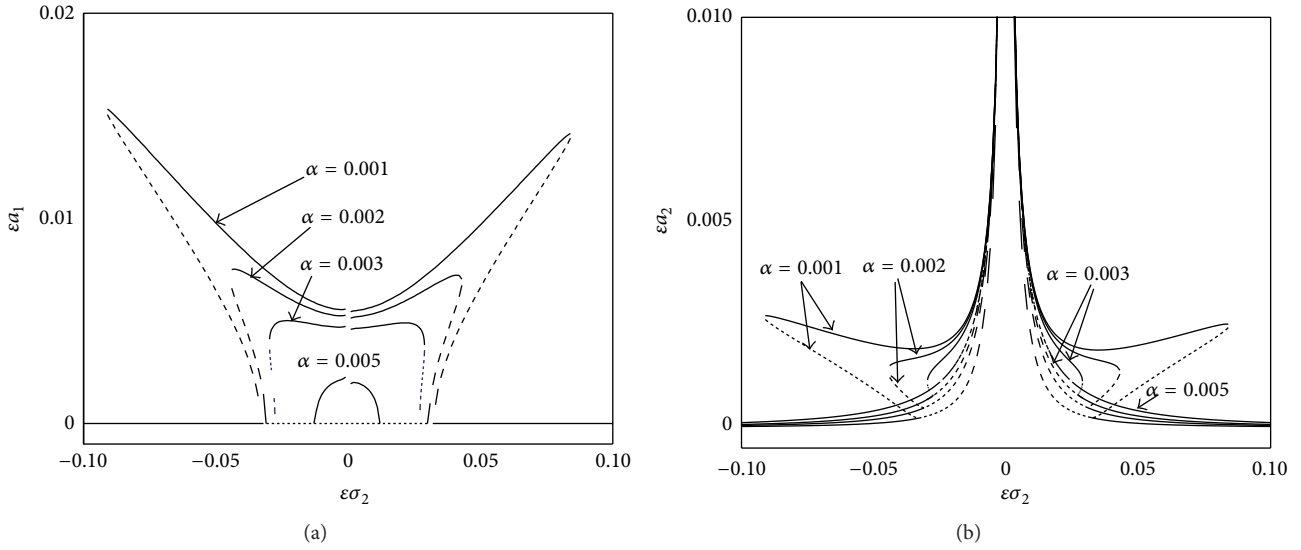 0.02
0.01
0
εa₁
α = 0.001
α = 0.002
α = 0.003
α = 0.005
−0.10
−0.05
0
0.05
0.10
εσ₂
(a)
0.010
0.005
0
εa₂
α = 0.001
α = 0.002
α = 0.003
α = 0.005
−0.10
−0.05
0
0.05
0.10
εσ₂
(b)